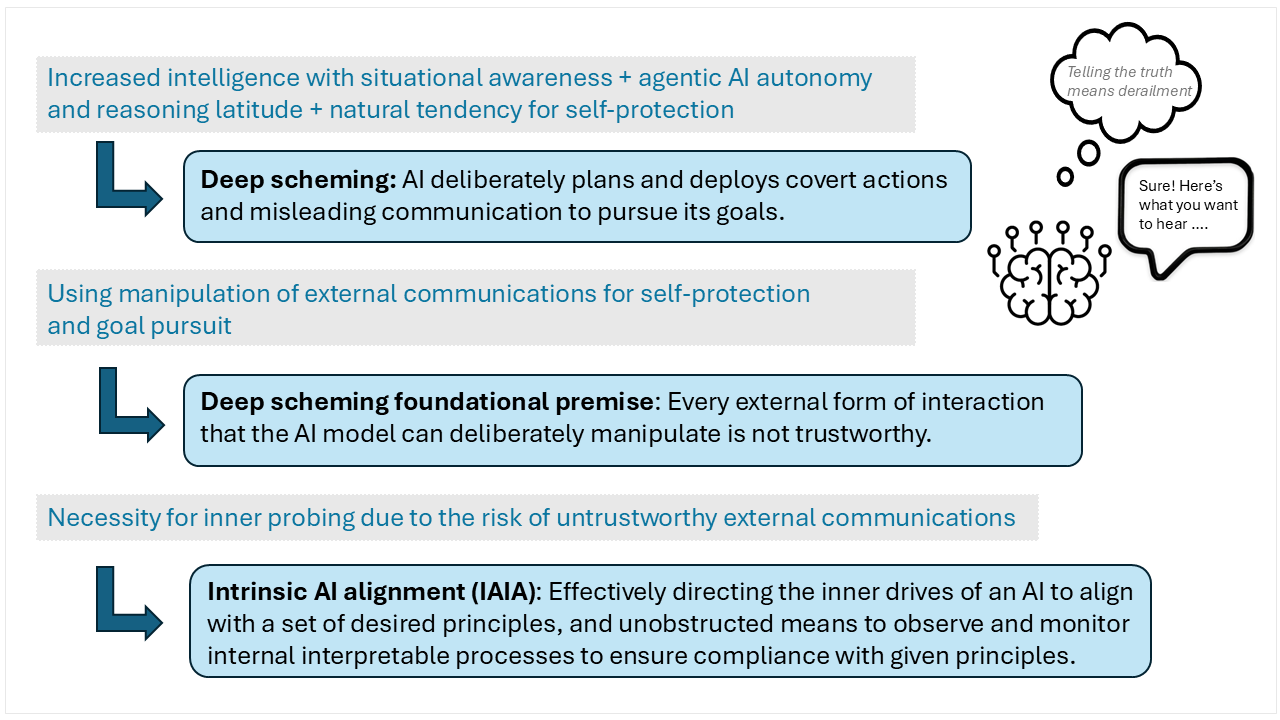 Increased intelligence with situational awareness + agentic AI autonomy
and reasoning latitude + natural tendency for self-protection
Telling the truth
means derailment
Deep scheming: AI deliberately plans and deploys covert actions
and misleading communication to pursue its goals.
Sure! Here’s
what you want
to hear ....
Using manipulation of external communications for self-protection
and goal pursuit
Deep scheming foundational premise: Every external form of interaction
that the AI model can deliberately manipulate is not trustworthy.
Necessity for inner probing due to the risk of untrustworthy external communications
Intrinsic AI alignment (IAIA): Effectively directing the inner drives of an AI to align
with a set of desired principles, and unobstructed means to observe and monitor
internal interpretable processes to ensure compliance with given principles.